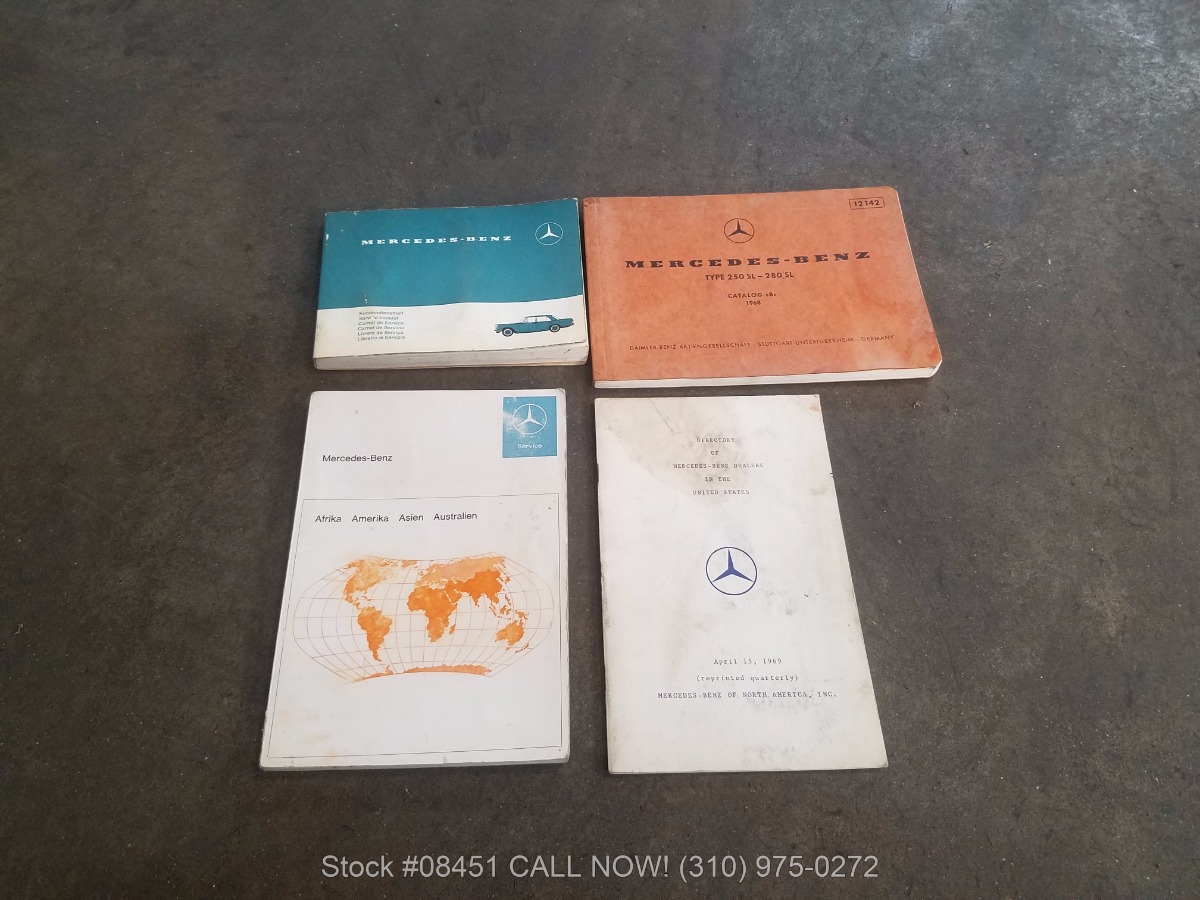 MERCEDES-BENZ
Kundendienstheft
Service Booklet
Carnet de Service
Carnet de Servicio
Livrete de Serviço
Libretto di Servizio
12142
MERCEDES-BENZ
TYPE 250 SL – 280 SL
CATALOG »B«
1968
DAIMLER-BENZ AKTIENGESELLSCHAFT · STUTTGART-UNTERTUERKHEIM · GERMANY
Service
Mercedes-Benz
Afrika Amerika Asien Australien
DIRECTORY
OF
MERCEDES-BENZ DEALERS
IN THE
UNITED STATES
April 15, 1969
(reprinted quarterly)
MERCEDES-BENZ OF NORTH AMERICA, INC.
Stock #08451 CALL NOW! (310) 975-0272